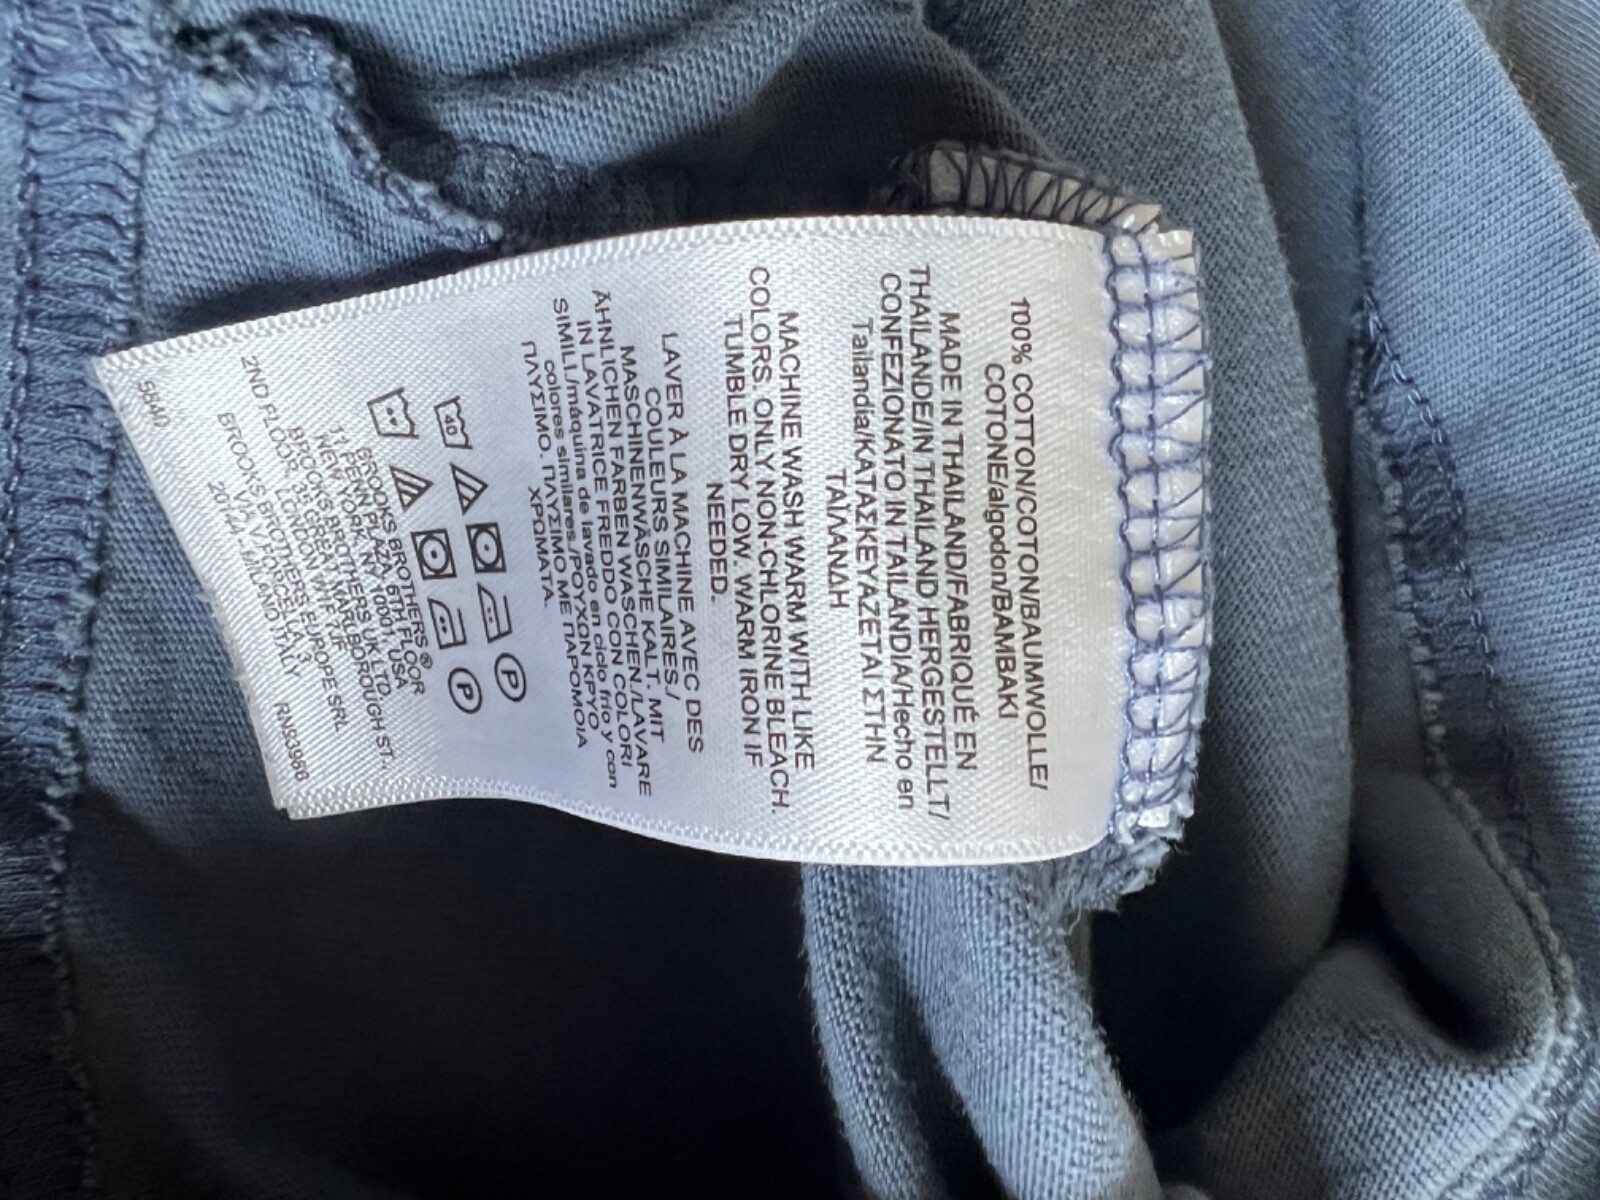 100% COTTON/COTON/BAUMWOLLE/
COTONE/algodon/BAMBAKI
MADE IN THAILAND/FABRIQUÉ EN
THAILANDE/IN THAILAND HERGESTELLT/
CONFEZIONATO IN TAILANDIA/Hecho en
Tailandia/ΚΑΤΑΣΚΕΥΑΖΕΤΑΙ ΣΤΗΝ
ΤΑΪΛΑΝΔΗ
MACHINE WASH WARM WITH LIKE
COLORS. ONLY NON-CHLORINE BLEACH.
TUMBLE DRY LOW. WARM IRON IF
NEEDED.
LAVER À LA MACHINE AVEC DES
COULEURS SIMILAIRES./
MASCHINENWÄSCHE KALT. MIT
ÄHNLICHEN FARBEN WASCHEN./LAVARE
IN LAVATRICE FREDDO CON COLORI
SIMILI./máquina de lavado en ciclo frío y con
colores similares./ΡΟΥΧΩΝ ΚΡΥΟ
ΠΛΥΣΙΜΟ. ΠΛΥΣΙΜΟ ΜΕ ΠΑΡΟΜΟΙΑ
ΧΡΩΜΑΤΑ.
40 P
P
BROOKS BROTHERS®
11 PENN PLAZA 6TH FLOOR
NEW YORK, NY 10001, USA
BROOKS BROTHERS UK LTD.
2ND FLOOR, GREAT MARLBOROUGH ST.,
LONDON W1F 7JF
BROOKS BROTHERS EUROPE SRL
VIA V.FORCELLA, 3
20144- MILANO ITALY
5840 RN93966